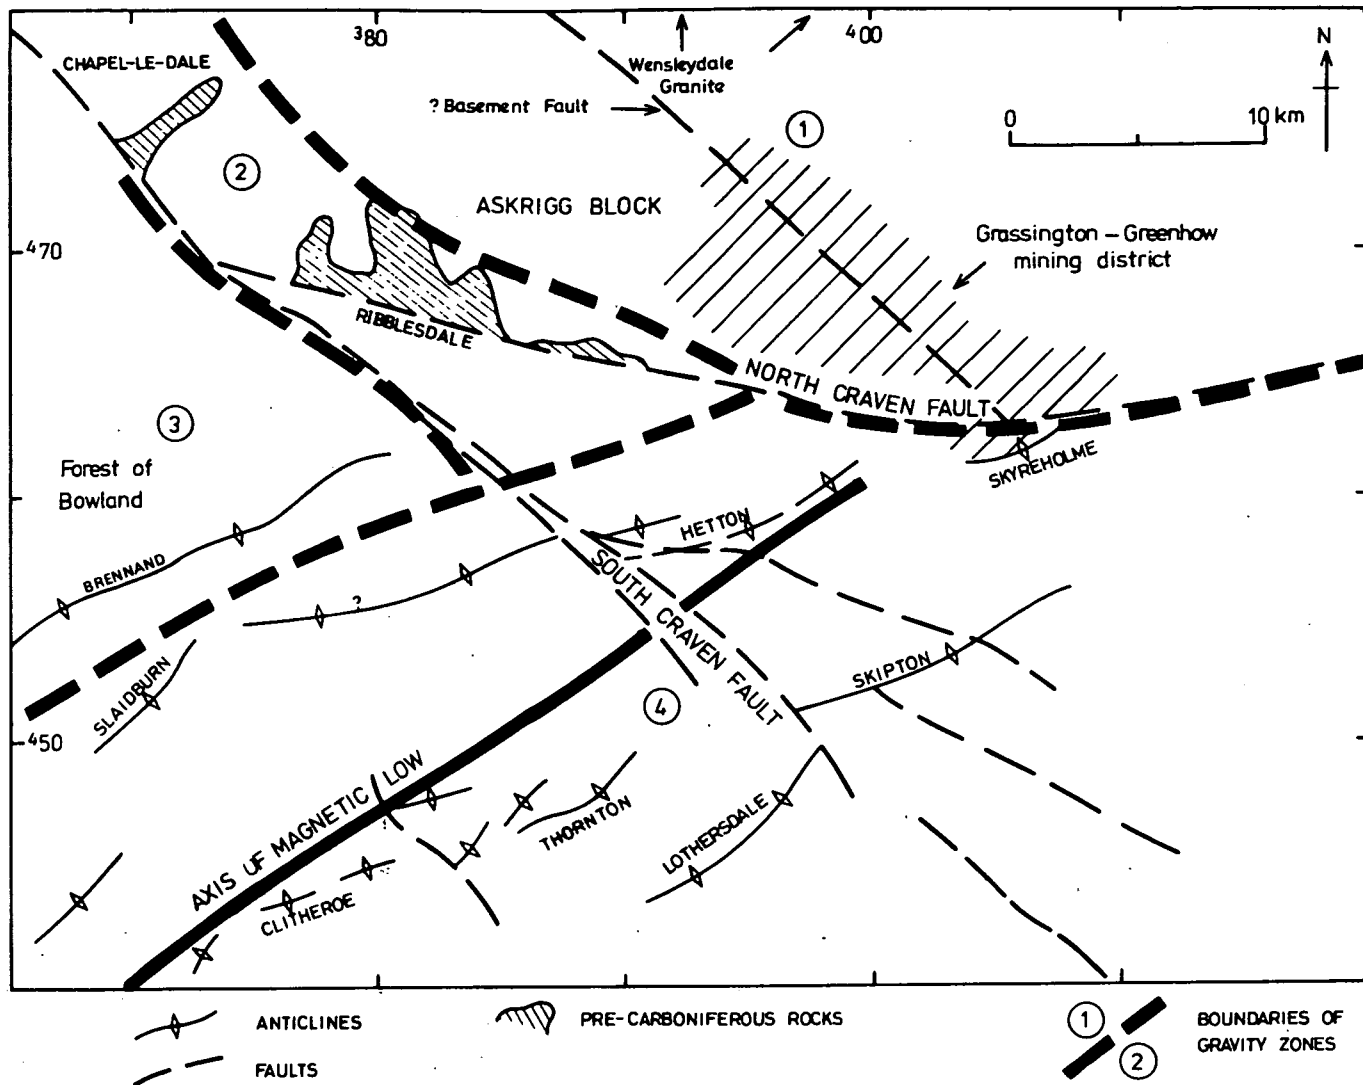 ³80
⁴00
N
CHAPEL-LE-DALE
Wensleydale
Granite
? Basement Fault
1
0
10 km
2
ASKRIGG BLOCK
Grassington – Greenhow
mining district
⁴70
RIBBLESDALE
NORTH CRAVEN FAULT
3
Forest of
Bowland
SKYREHOLME
HETTON
BRENNAND
?
SOUTH CRAVEN FAULT
SLAIDBURN
SKIPTON
4
⁴50
AXIS OF MAGNETIC LOW
THORNTON
LOTHERSDALE
CLITHEROE
ANTICLINES
PRE-CARBONIFEROUS ROCKS
1
2
BOUNDARIES OF
GRAVITY ZONES
FAULTS